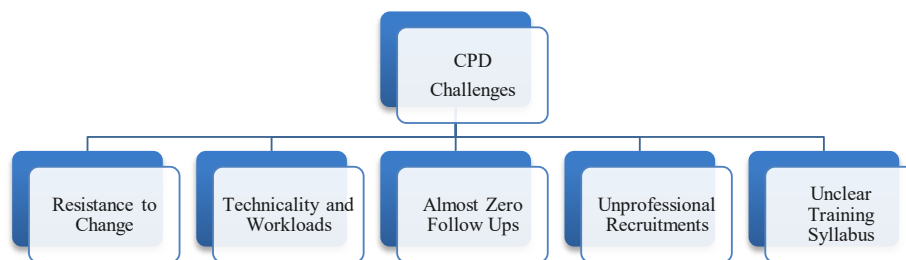 CPD
Challenges
Resistance to
Change
Technicality and
Workloads
Almost Zero
Follow Ups
Unprofessional
Recruitments
Unclear
Training
Syllabus